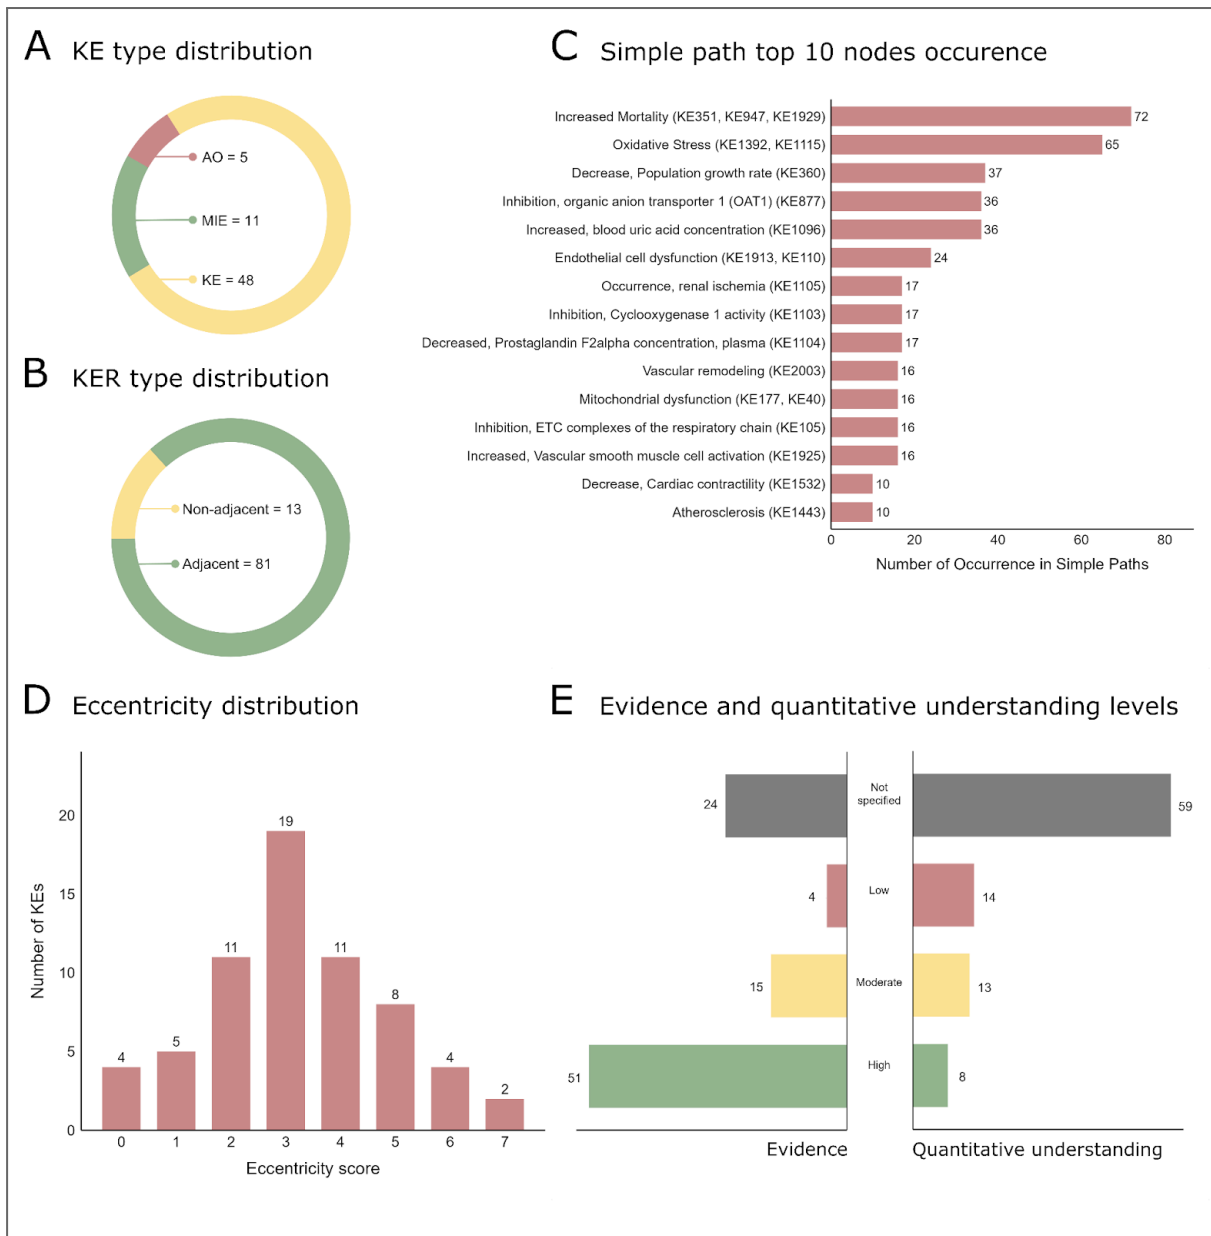 A KE type distribution
AO = 5
MIE = 11
KE = 48
B KER type distribution
Non-adjacent = 13
Adjacent = 81
C Simple path top 10 nodes occurence
Increased Mortality (KE351, KE947, KE1929) 72
Oxidative Stress (KE1392, KE1115) 65
Decrease, Population growth rate (KE360) 37
Inhibition, organic anion transporter 1 (OAT1) (KE877) 36
Increased, blood uric acid concentration (KE1096) 36
Endothelial cell dysfunction (KE1913, KE110) 24
Occurrence, renal ischemia (KE1105) 17
Inhibition, Cyclooxygenase 1 activity (KE1103) 17
Decreased, Prostaglandin F2alpha concentration, plasma (KE1104) 17
Vascular remodeling (KE2003) 16
Mitochondrial dysfunction (KE177, KE40) 16
Inhibition, ETC complexes of the respiratory chain (KE105) 16
Increased, Vascular smooth muscle cell activation (KE1925) 16
Decrease, Cardiac contractility (KE1532) 10
Atherosclerosis (KE1443) 10
0 20 40 60 80
Number of Occurrence in Simple Paths
D Eccentricity distribution
Number of KEs
20
15
10
5
0
4 5 11 19 11 8 4 2
0 1 2 3 4 5 6 7
Eccentricity score
E Evidence and quantitative understanding levels
24 Not 59
specified
4 Low 14
15 Moderate 13
51 High 8
Evidence Quantitative understanding